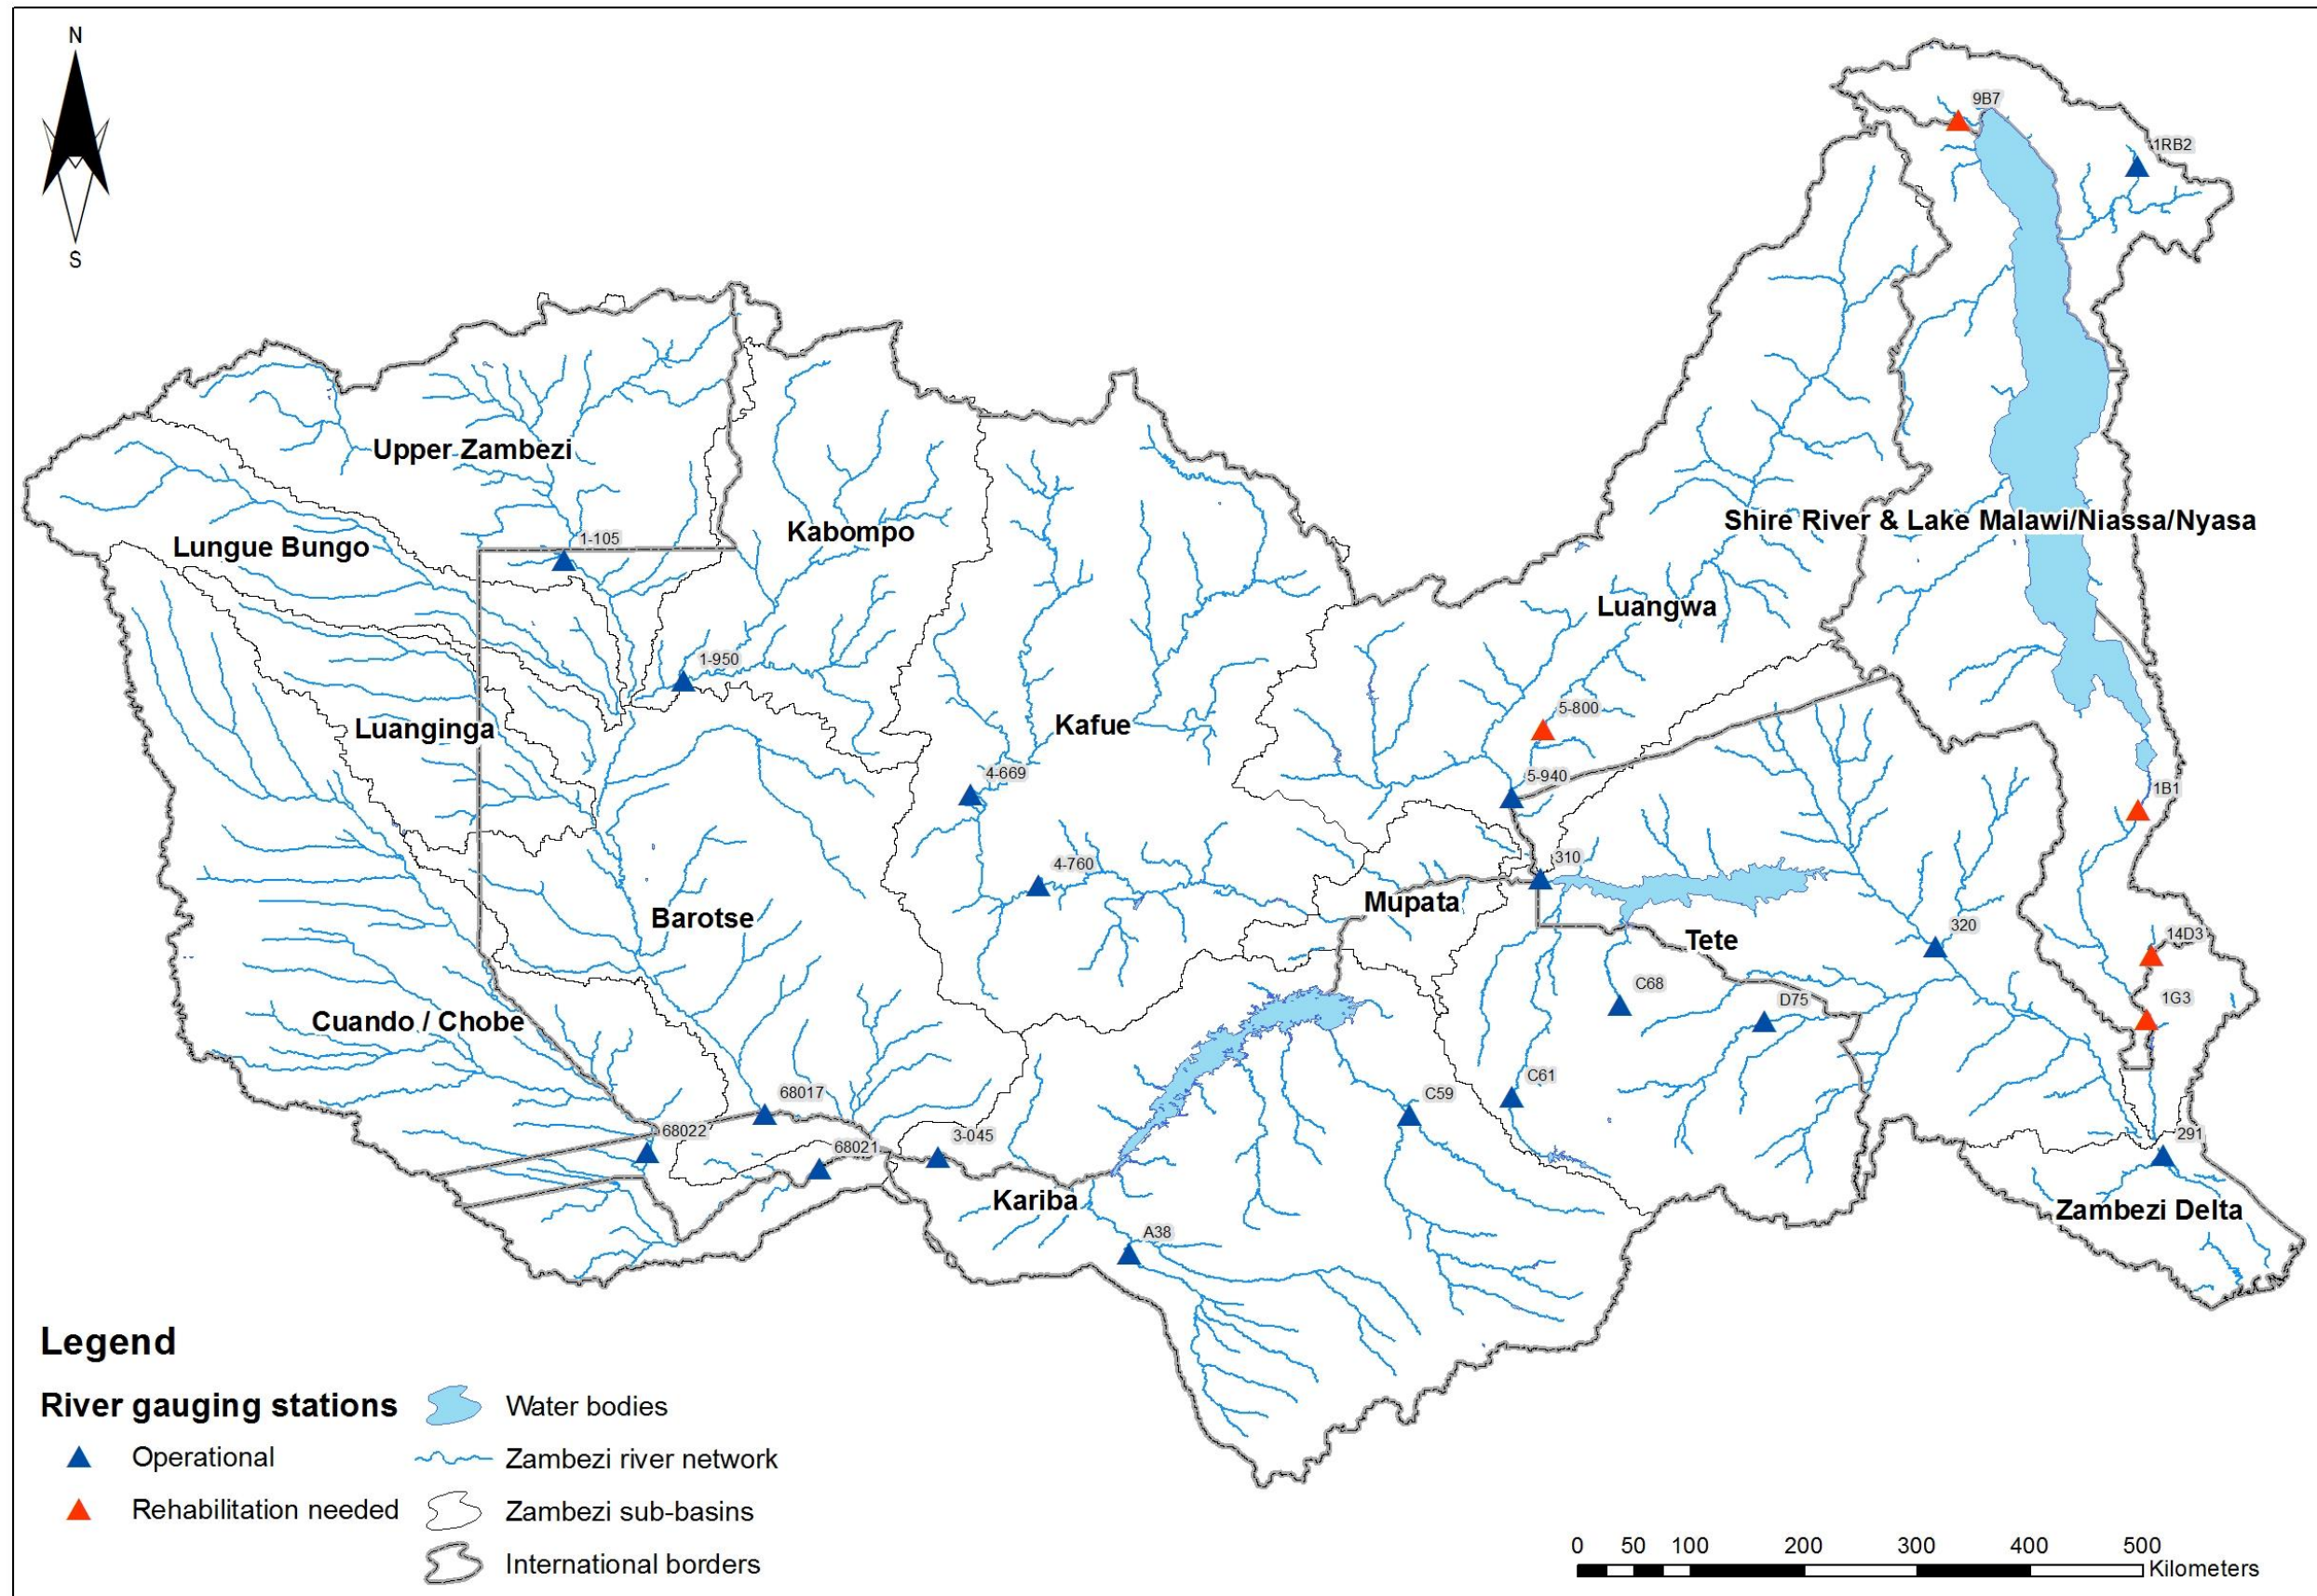 N
S
9B7
1RB2
Upper Zambezi
Shire River & Lake Malawi/Niassa/Nyasa
Kabompo
1-105
Lungue Bungo
Luangwa
1-950
5-800
Luanginga
Kafue
4-669
5-940
1B1
4-760
310
Mupata
Barotse
320
14D3
Tete
C68
D75
1G3
Cuando / Chobe
C61
C59
68017
68022
68021
3-045
291
Kariba
Zambezi Delta
A38
Legend
River gauging stations
Operational
Rehabilitation needed
Water bodies
Zambezi river network
Zambezi sub-basins
International borders
0 50 100 200 300 400 500
Kilometers